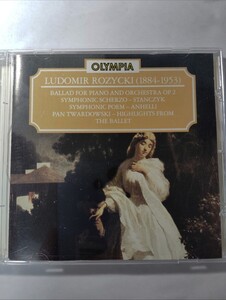 OLYMPIA
LUDOMIR ROZYCKI (1884-1953)
BALLAD FOR PIANO AND ORCHESTRA OP 2
SYMPHONIC SCHERZO - STANCZYK
SYMPHONIC POEM - ANHELLI
PAN TWARDOWSKI - HIGHLIGHTS FROM
THE BALLET